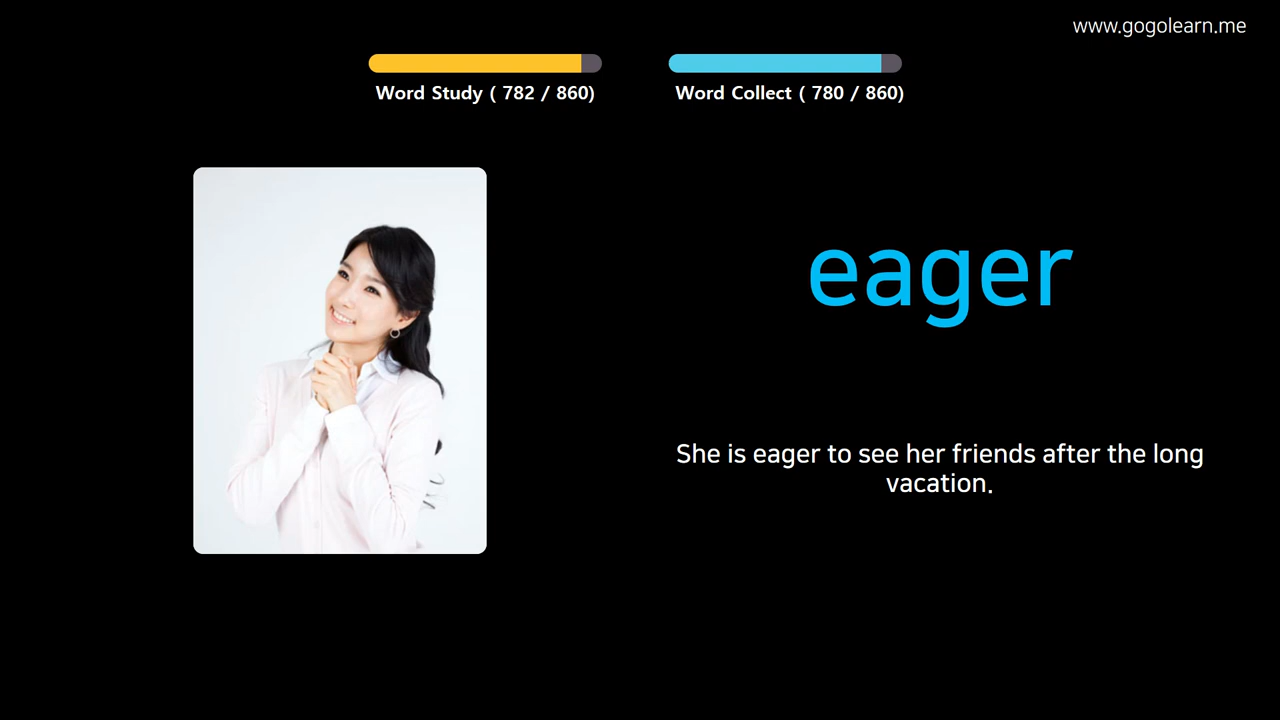 www.gogolearn.me
Word Study ( 782 / 860)
Word Collect ( 780 / 860)
eager
She is eager to see her friends after the long
vacation.